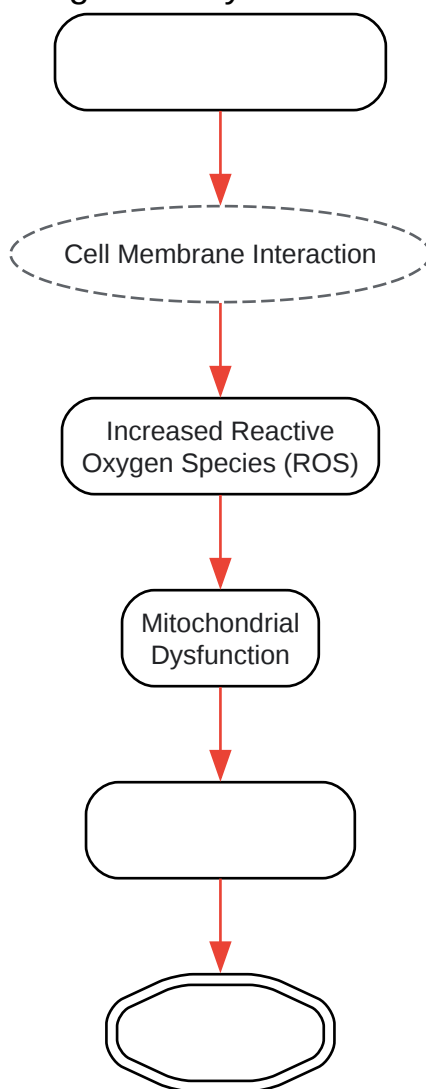 Cell Membrane Interaction
Increased Reactive
Oxygen Species (ROS)
Mitochondrial
Dysfunction